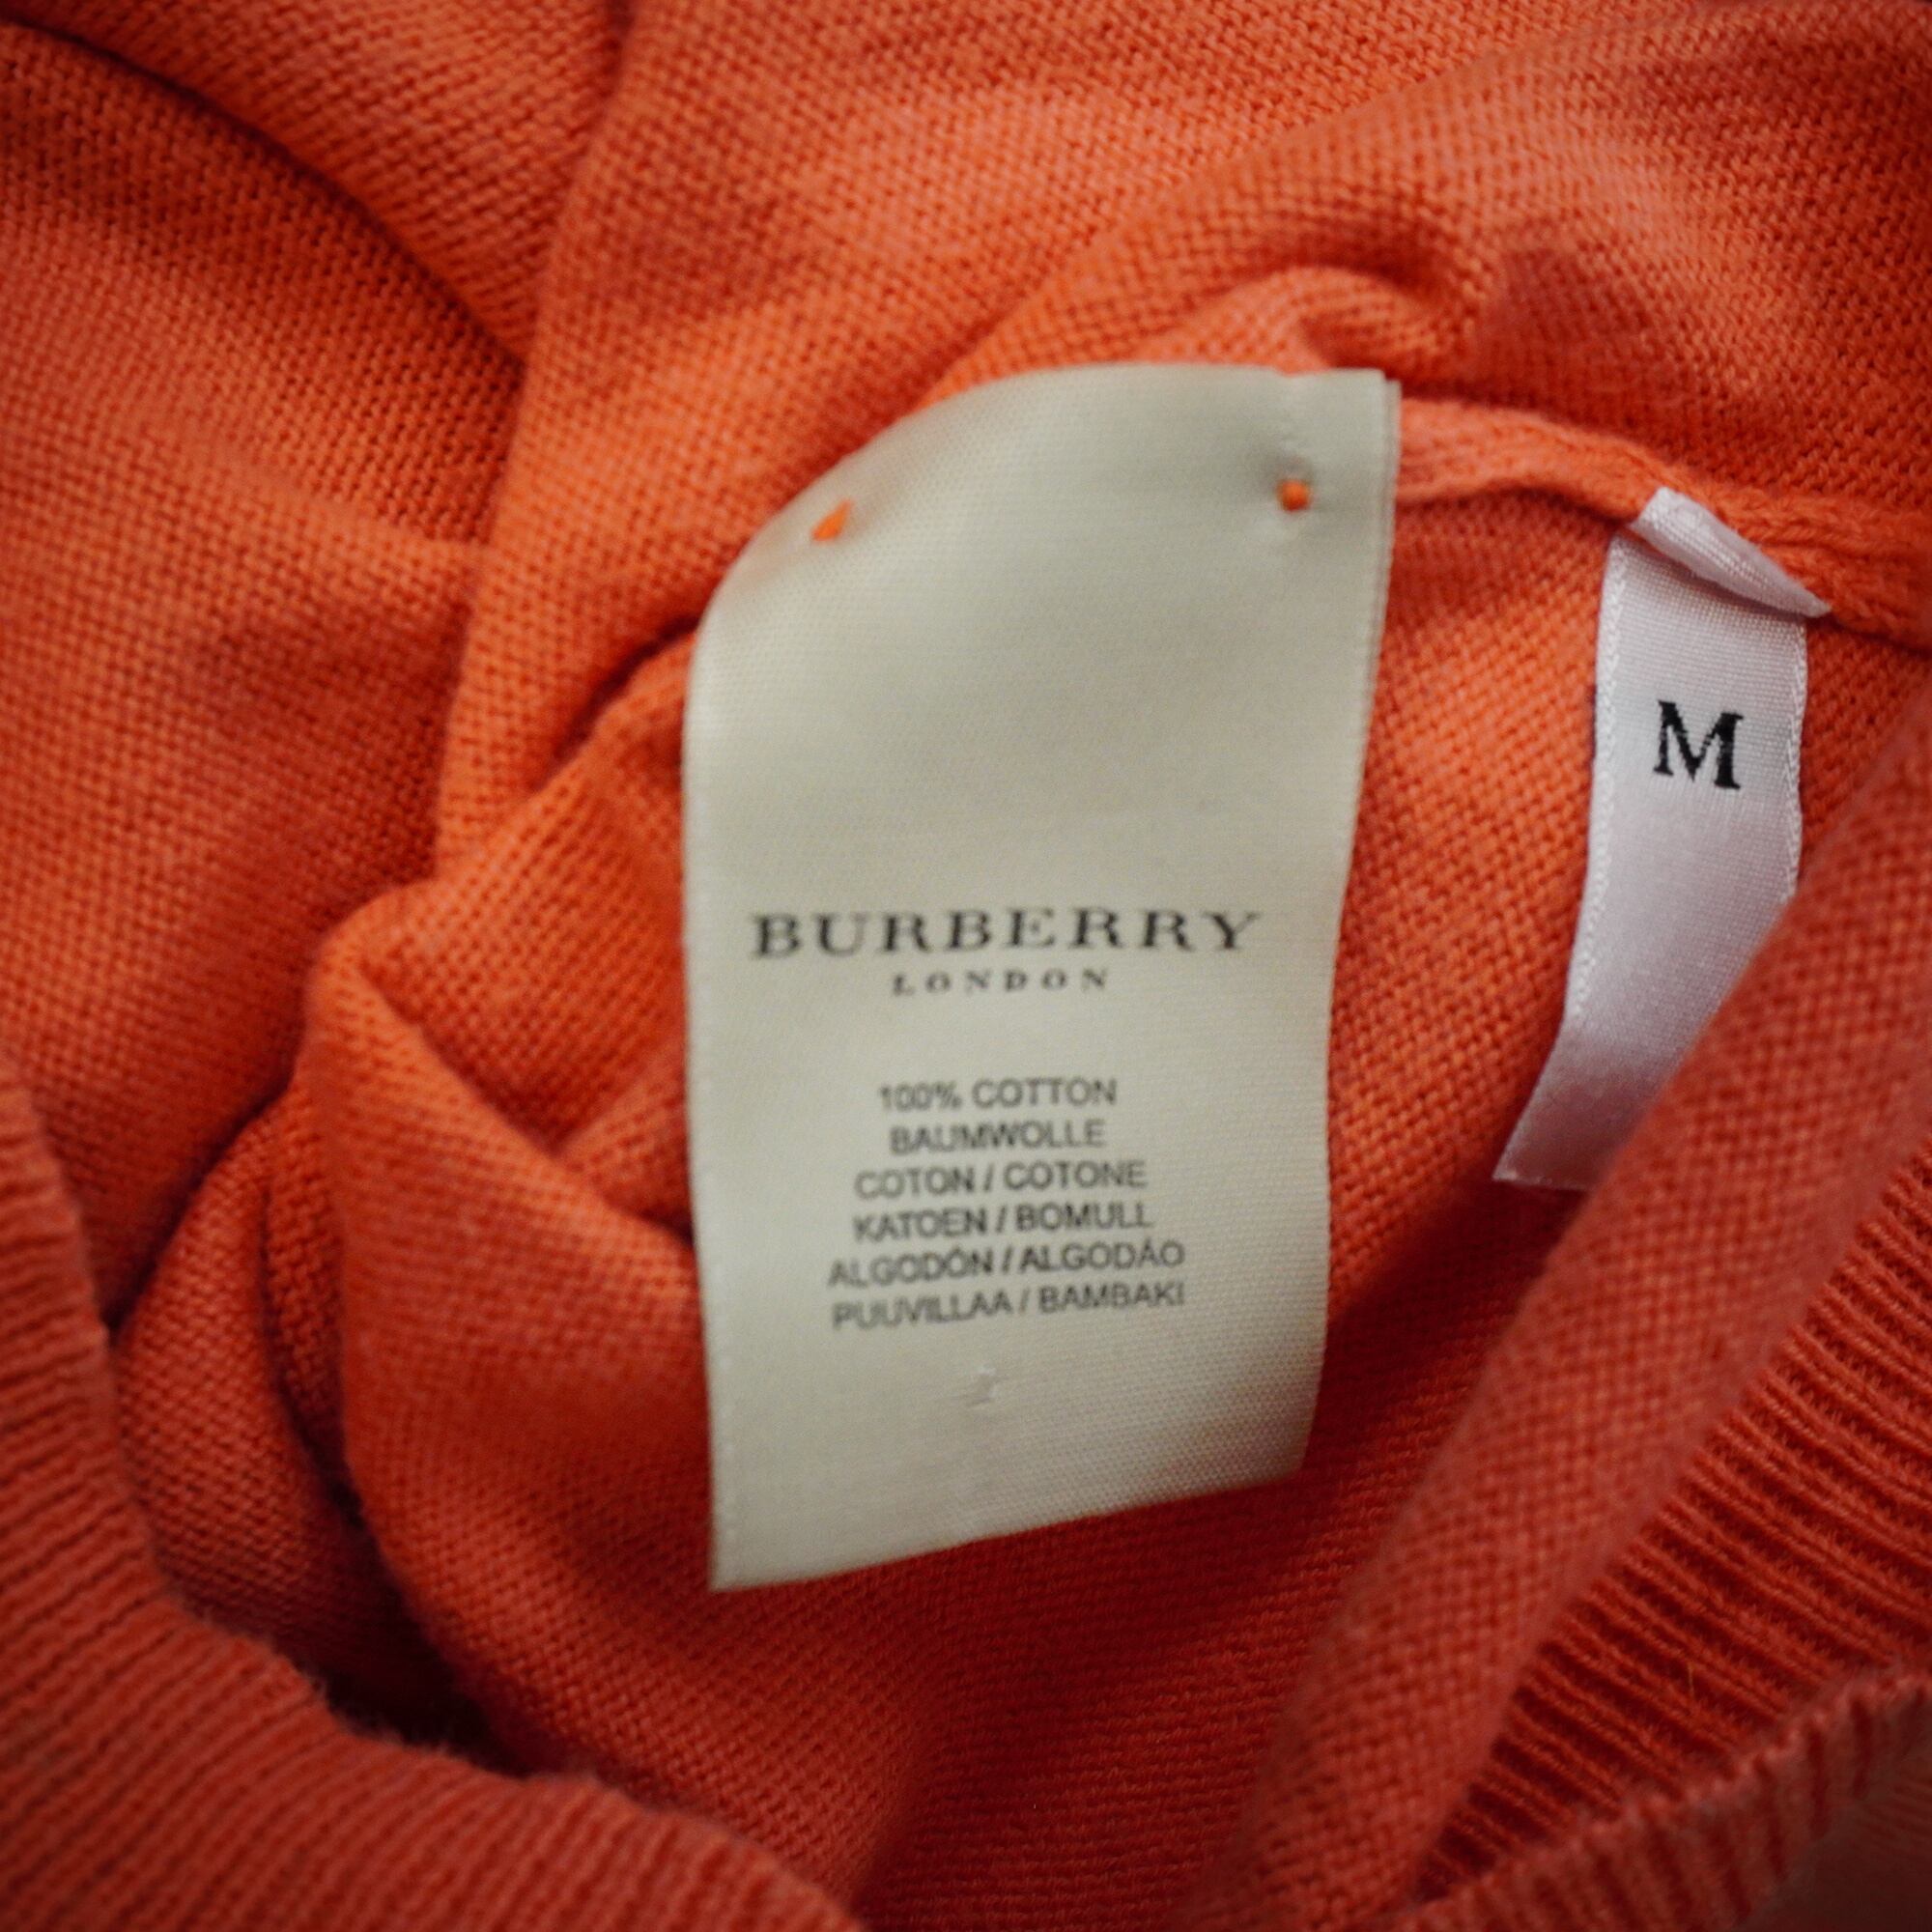 BURBERRY
LONDON
100% COTTON
BAUMWOLLE
COTON / COTONE
KATOEN / BOMULL
ALGODÓN / ALGODÃO
PUUVILLAA / BAMBAKI
M